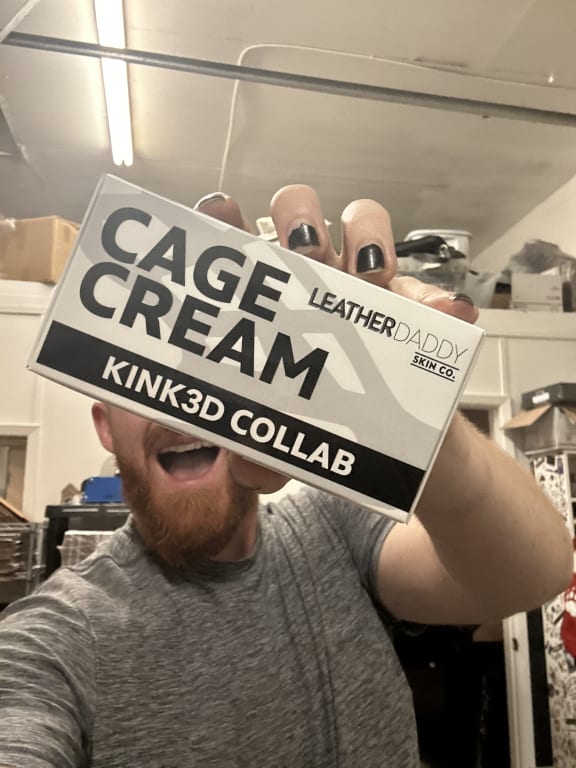 CAGE
CREAM
LEATHERDADDY
SKIN CO.
KINK3D COLLAB